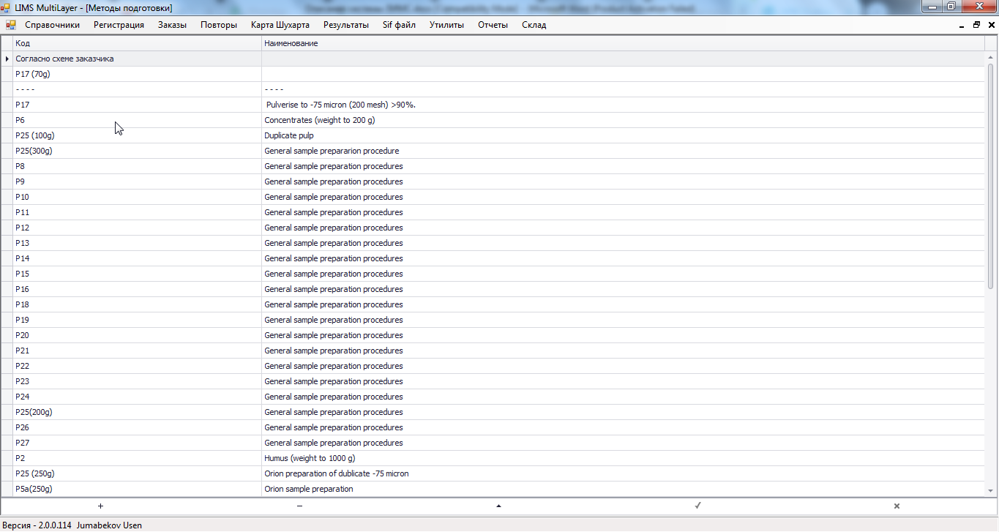 LIMS MultiLayer - [Методы подготовки]
Справочники Регистрация Заказы Повторы Карта Шухарта Результаты Sif файл Утилиты Отчеты Склад
Код Наименование
Согласно схеме заказчика
P17 (70g)
- - - - - - - -
P17 Pulverise to -75 micron (200 mesh) >90%.
P6 Concentrates (weight to 200 g)
P25 (100g) Duplicate pulp
P25(300g) General sample prepararion procedure
P8 General sample preparation procedures
P9 General sample preparation procedures
P10 General sample preparation procedures
P11 General sample preparation procedures
P12 General sample preparation procedures
P13 General sample preparation procedures
P14 General sample preparation procedures
P15 General sample preparation procedures
P16 General sample preparation procedures
P18 General sample preparation procedures
P19 General sample preparation procedures
P20 General sample preparation procedures
P21 General sample preparation procedures
P22 General sample preparation procedures
P23 General sample preparation procedures
P24 General sample preparation procedures
P25(200g) General sample preparation procedures
P26 General sample preparation procedures
P27 General sample preparation procedures
P2 Humus (weight to 1000 g)
P25 (250g) Orion preparation of dublicate -75 micron
P5a(250g) Orion sample preparation
Версия - 2.0.0.114 Jumabekov Usen